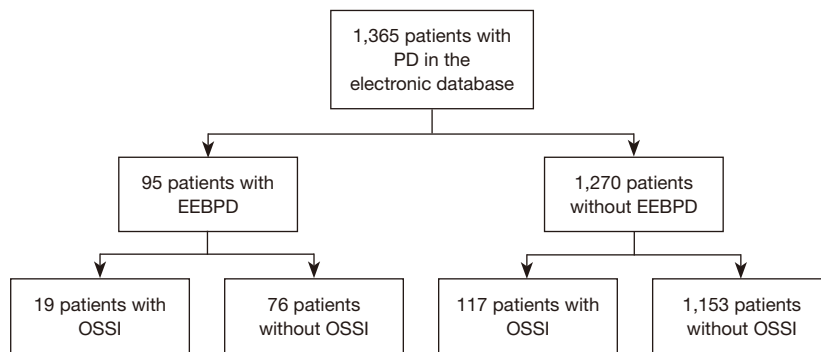 1,365 patients with
PD in the
electronic database
95 patients with
EEBPD
1,270 patients
without EEBPD
19 patients with
OSSI
76 patients
without OSSI
117 patients with
OSSI
1,153 patients
without OSSI